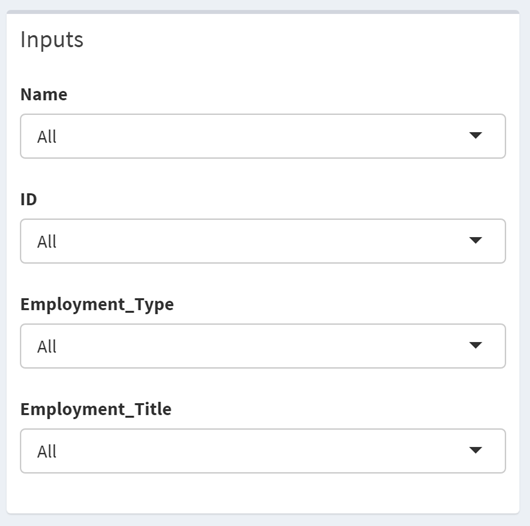 Inputs
Name
All
ID
All
Employment_Type
All
Employment_Title
All